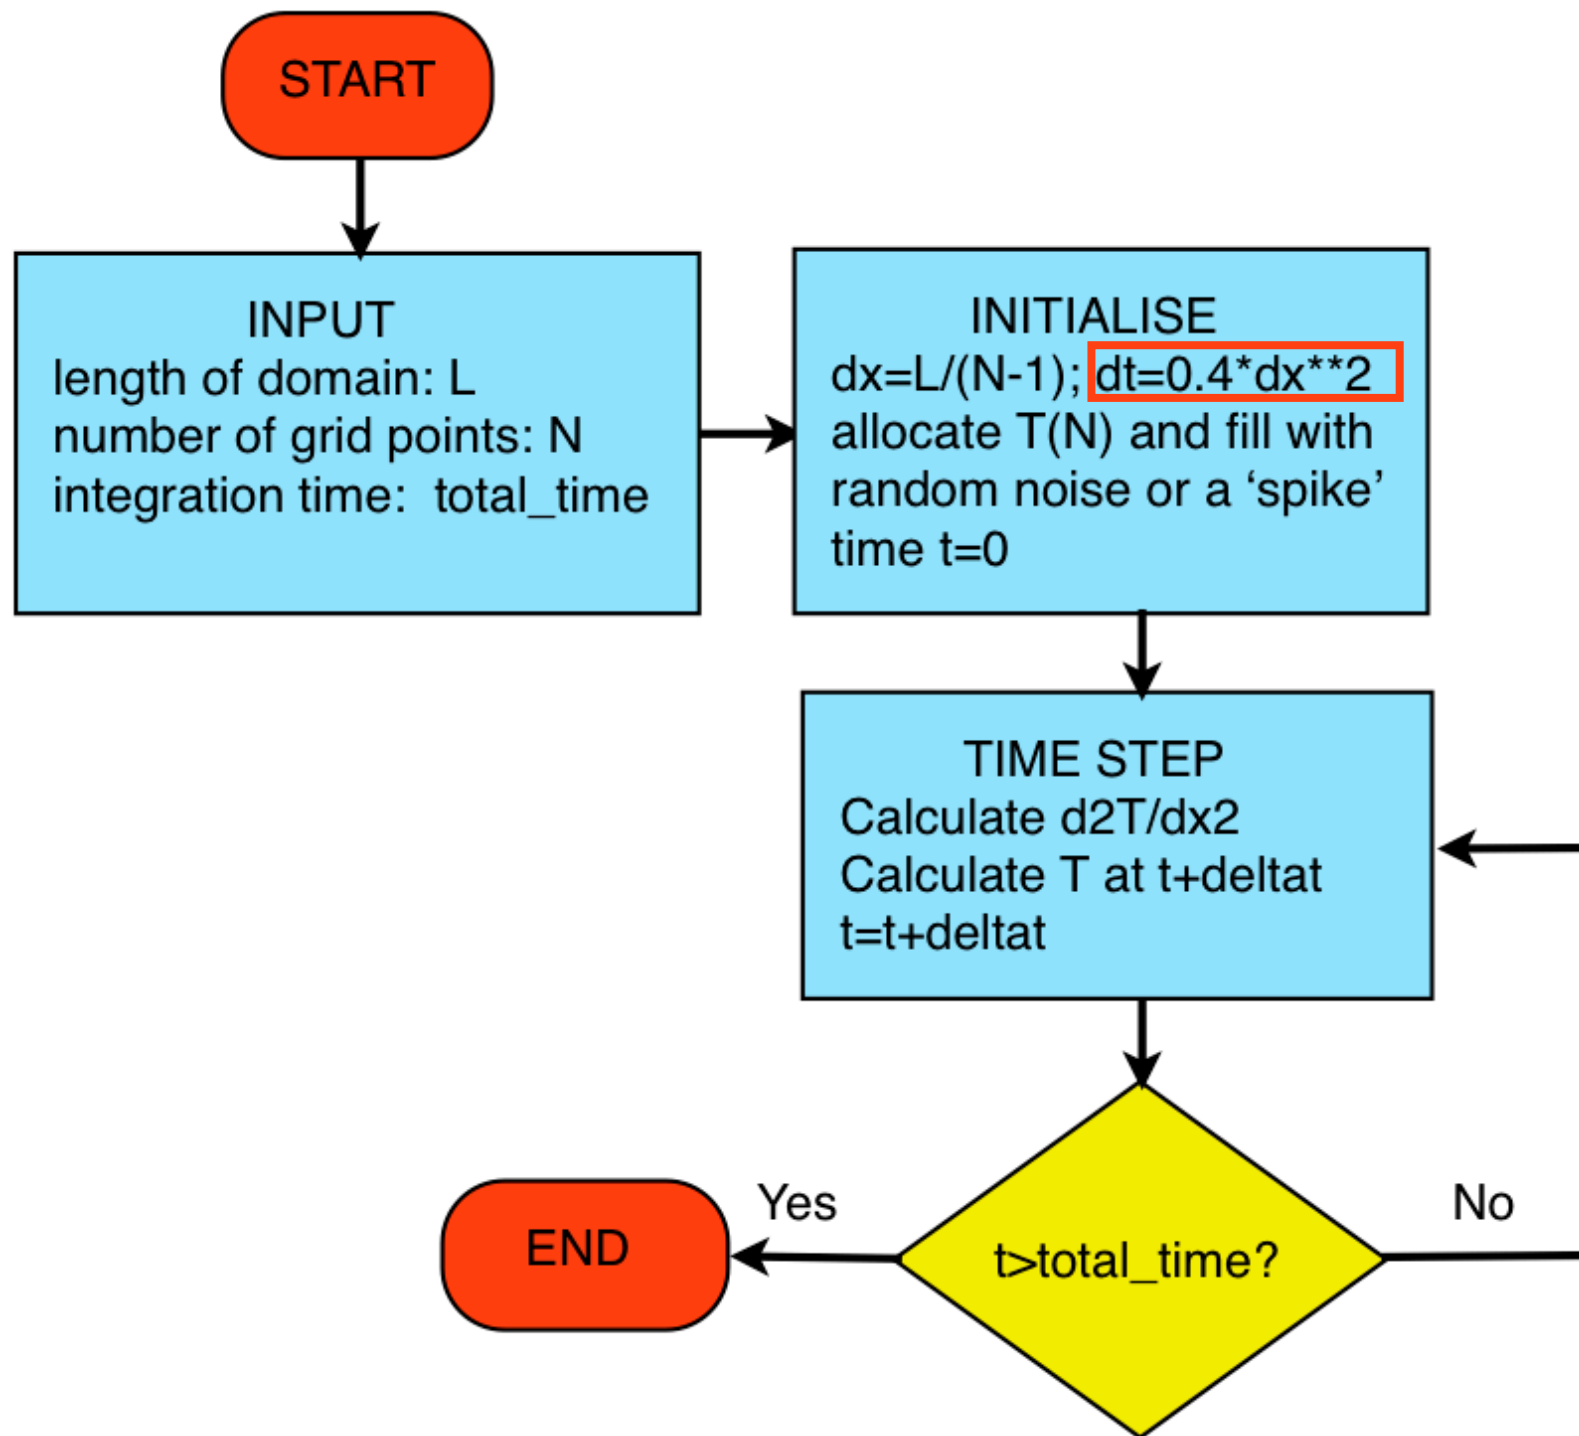 START
INPUT
length of domain: L
number of grid points: N
integration time:  total_time
INITIALISE
dx=L/(N-1); dt=0.4*dx**2
allocate T(N) and fill with
random noise or a ‘spike’
time t=0
TIME STEP
Calculate d2T/dx2
Calculate T at t+deltat
t=t+deltat
Yes
No
END
t>total_time?